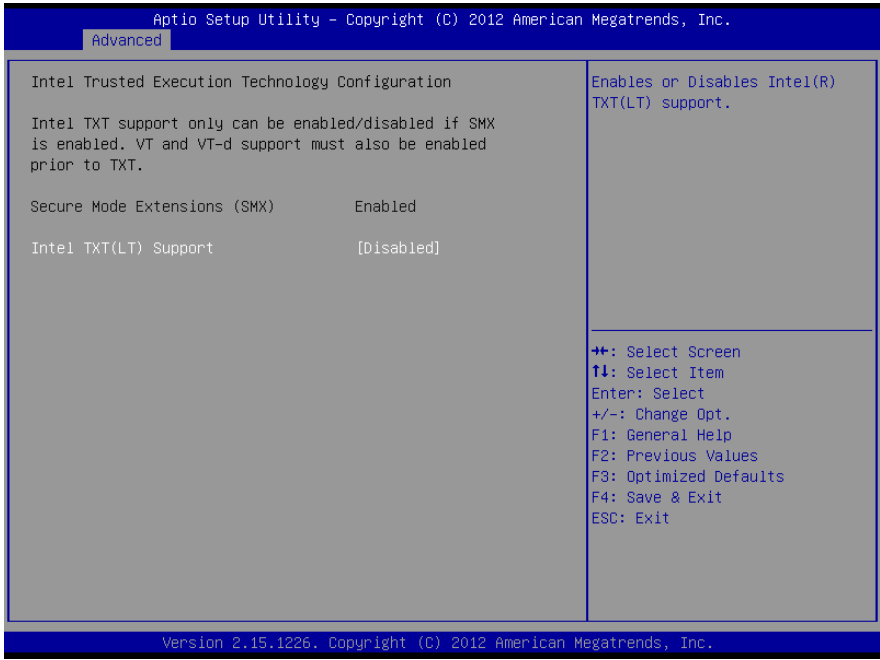 Aptio Setup Utility – Copyright (C) 2012 American Megatrends, Inc.
Advanced
Intel Trusted Execution Technology Configuration
Intel TXT support only can be enabled/disabled if SMX
is enabled. VT and VT-d support must also be enabled
prior to TXT.
Secure Mode Extensions (SMX) Enabled
Intel TXT(LT) Support [Disabled]
Enables or Disables Intel(R)
TXT(LT) support.
→←: Select Screen
↑↓: Select Item
Enter: Select
+/-: Change Opt.
F1: General Help
F2: Previous Values
F3: Optimized Defaults
F4: Save & Exit
ESC: Exit
Version 2.15.1226. Copyright (C) 2012 American Megatrends, Inc.